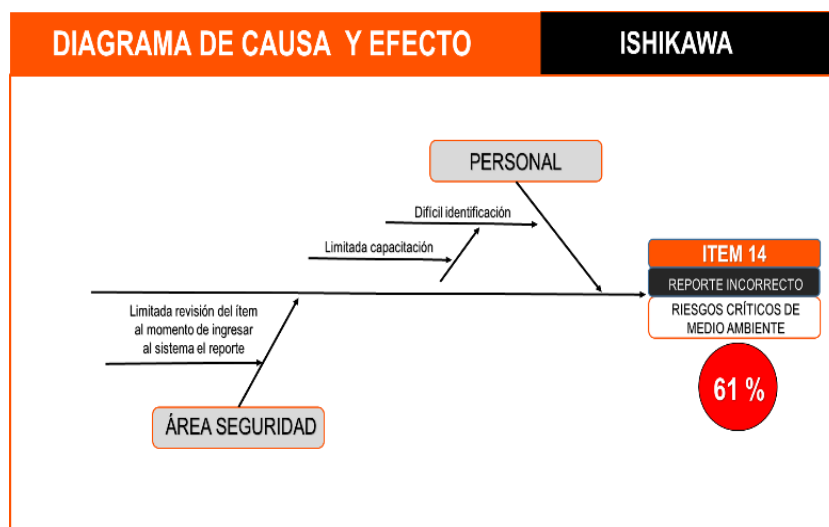 DIAGRAMA DE CAUSA Y EFECTO
ISHIKAWA
PERSONAL
Difícil identificación
Limitada capacitación
ITEM 14
REPORTE INCORRECTO
RIESGOS CRÍTICOS DE
MEDIO AMBIENTE
61 %
Limitada revisión del ítem
al momento de ingresar
al sistema el reporte
ÁREA SEGURIDAD